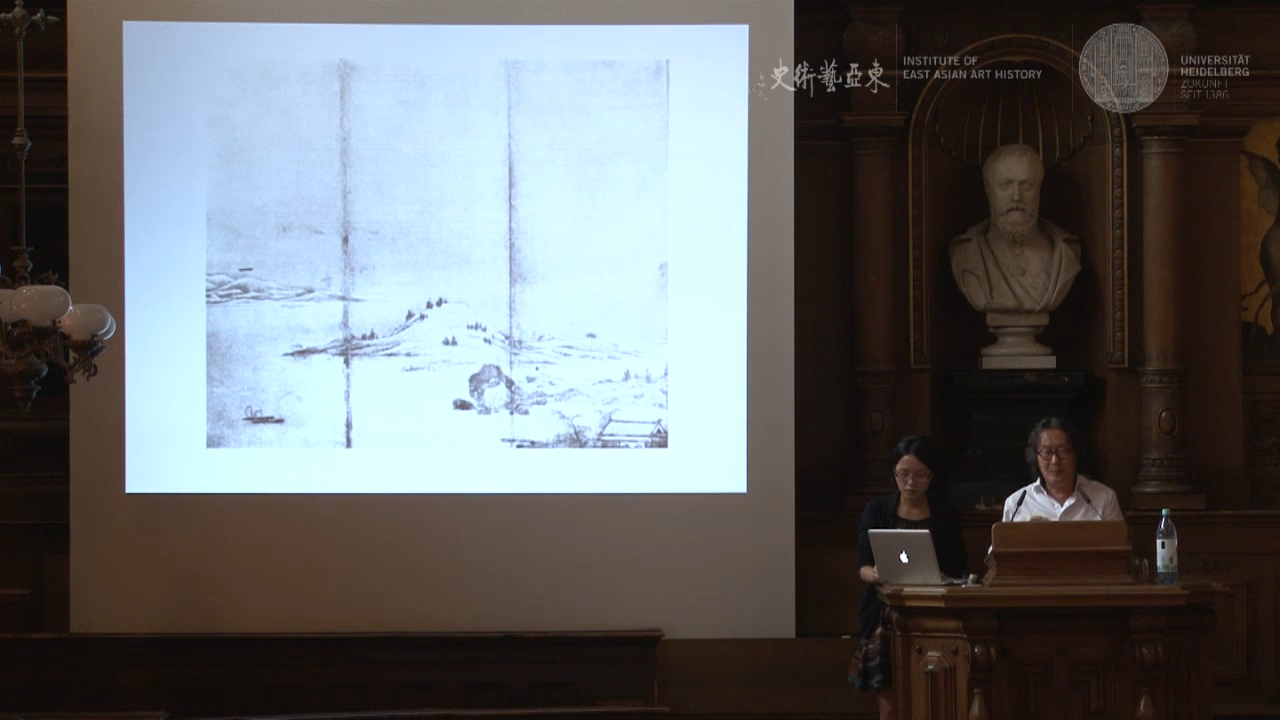 東亞藝術史
INSTITUTE OF
EAST ASIAN ART HISTORY
UNIVERSITÄT
HEIDELBERG
ZUKUNFT
SEIT 1386